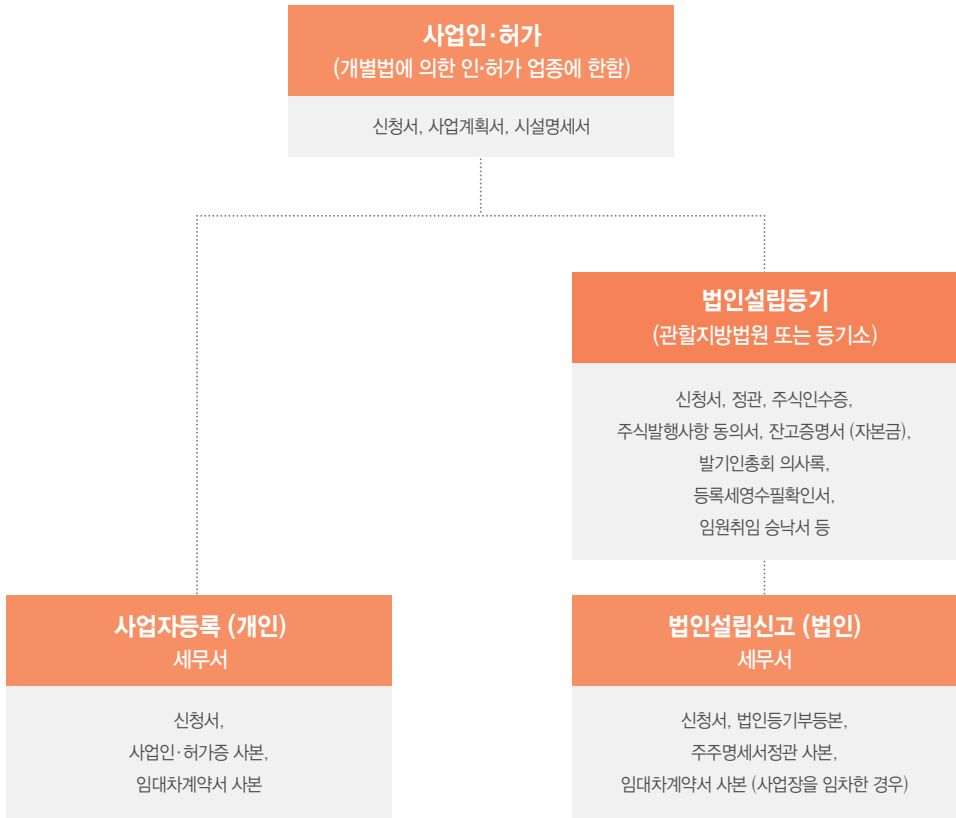 사업인·허가
(개별법에 의한 인·허가 업종에 한함)
신청서, 사업계획서, 시설명세서
법인설립등기
(관할지방법원 또는 등기소)
신청서, 정관, 주식인수증,
주식발행사항 동의서, 잔고증명서 (자본금),
발기인총회 의사록,
등록세영수필확인서,
임원취임 승낙서 등
사업자등록 (개인)
세무서
신청서,
사업인·허가증 사본,
임대차계약서 사본
법인설립신고 (법인)
세무서
신청서, 법인등기부등본,
주주명세서정관 사본,
임대차계약서 사본 (사업장을 임차한 경우)